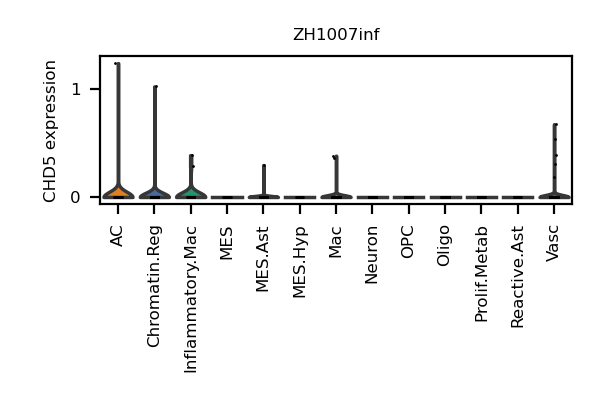 ZH1007inf
CHD5 expression
1
0
AC
Chromatin.Reg
Inflammatory.Mac
MES
MES.Ast
MES.Hyp
Mac
Neuron
OPC
Oligo
Prolif.Metab
Reactive.Ast
Vasc